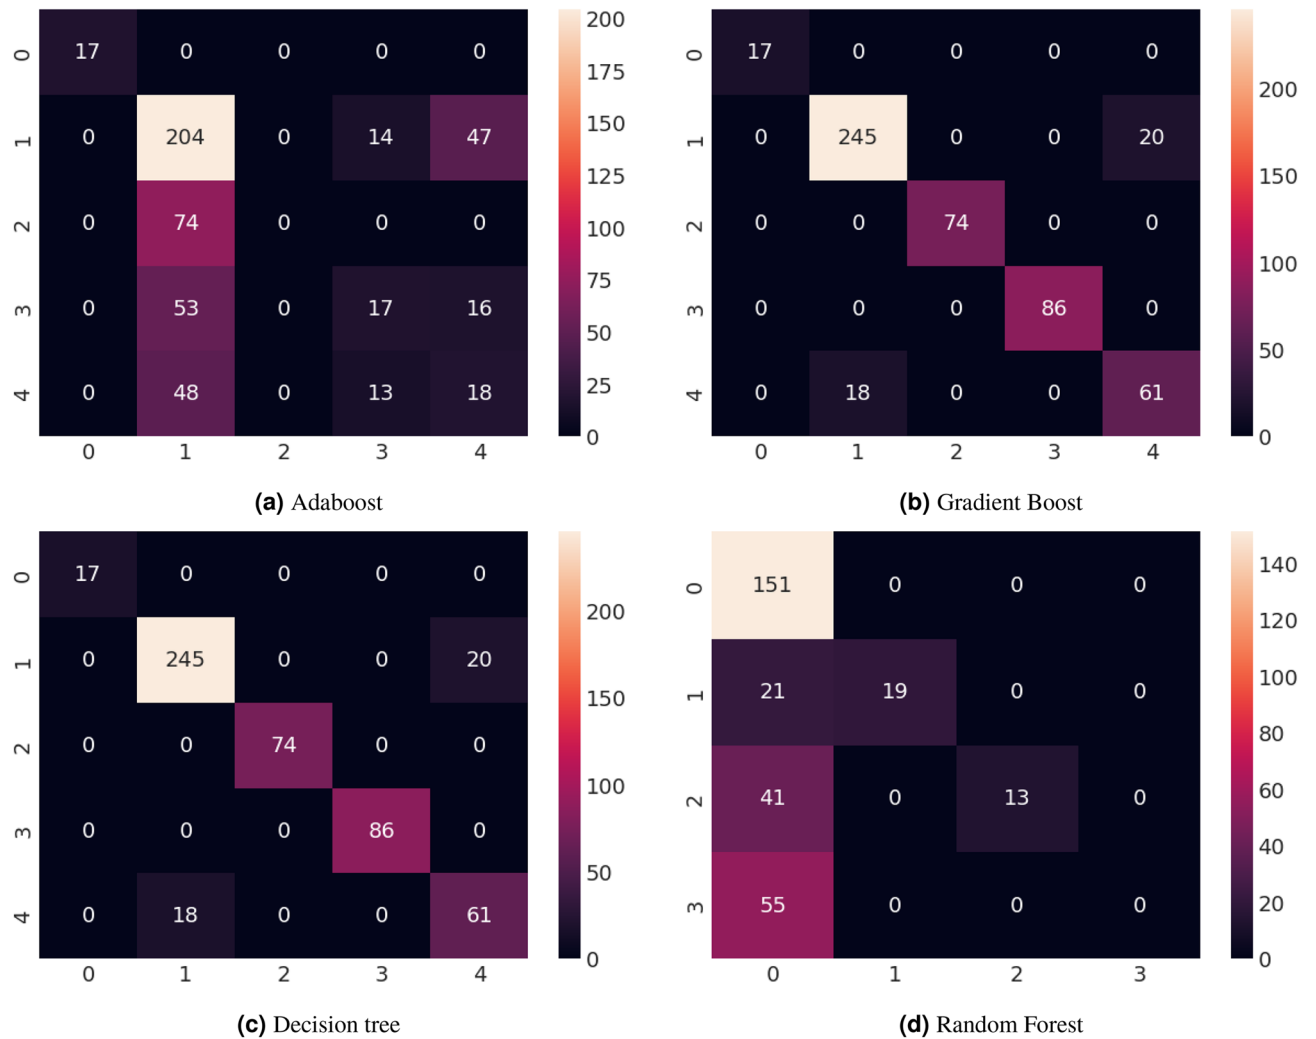 0 17 0 0 0 0
1 0 204 0 14 47
2 0 74 0 0 0
3 0 53 0 17 16
4 0 48 0 13 18
0 1 2 3 4
200
175
150
125
100
75
50
25
0
(a) Adaboost
0 17 0 0 0 0
1 0 245 0 0 20
2 0 0 74 0 0
3 0 0 0 86 0
4 0 18 0 0 61
0 1 2 3 4
200
150
100
50
0
(b) Gradient Boost
0 17 0 0 0 0
1 0 245 0 0 20
2 0 0 74 0 0
3 0 0 0 86 0
4 0 18 0 0 61
0 1 2 3 4
200
150
100
50
0
(c) Decision tree
0 151 0 0 0
1 21 19 0 0
2 41 0 13 0
3 55 0 0 0
0 1 2 3
140
120
100
80
60
40
20
0
(d) Random Forest